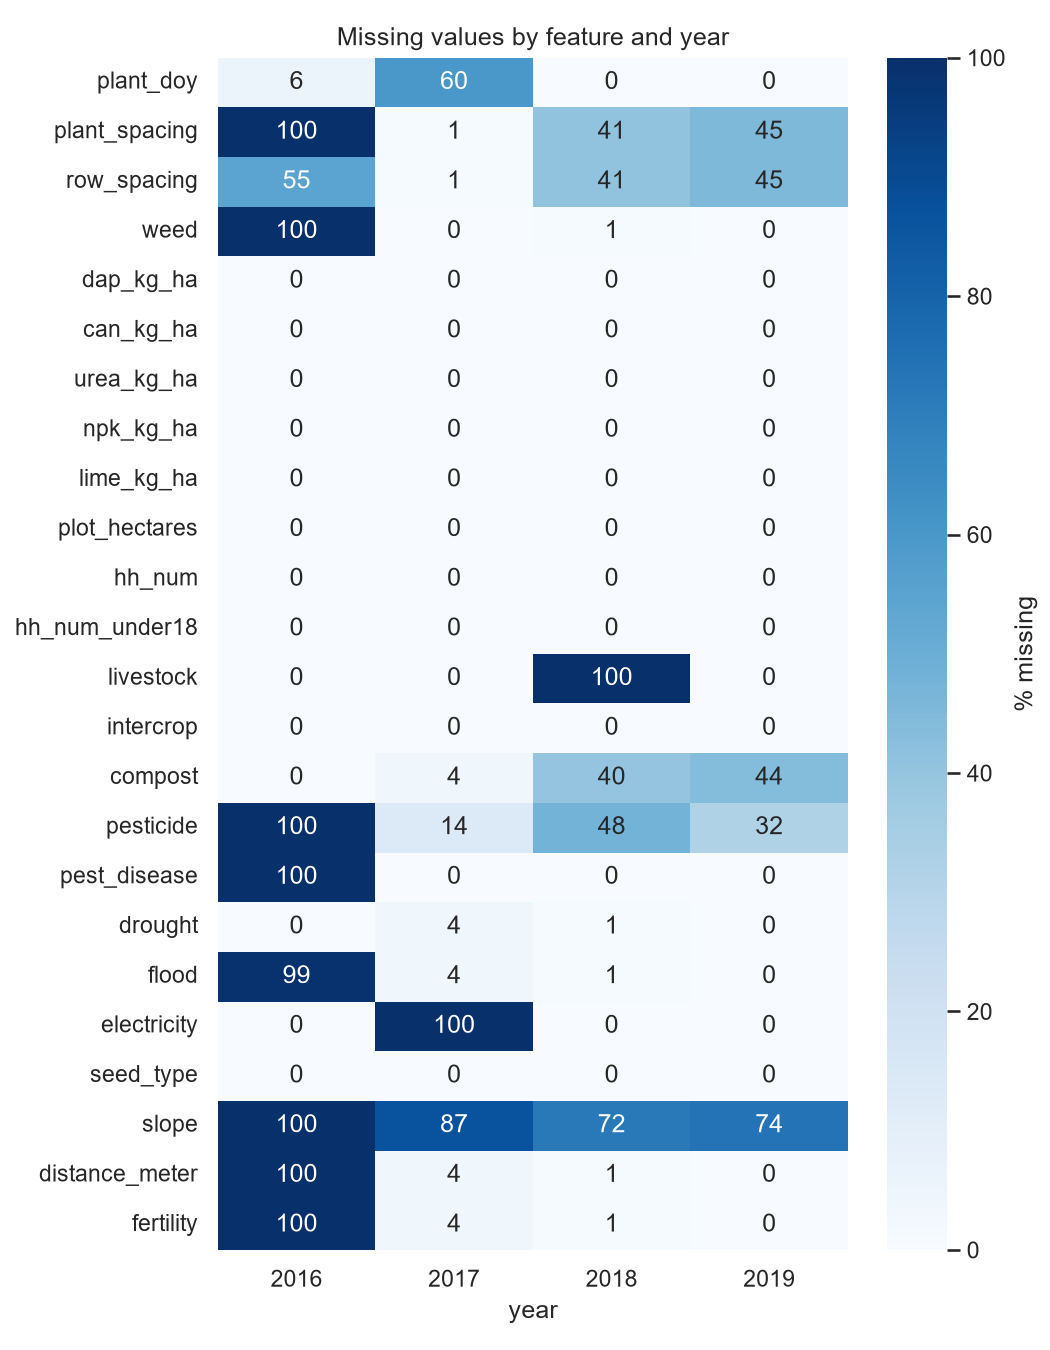 Missing values by feature and year
plant_doy 6 60 0 0
plant_spacing 100 1 41 45
row_spacing 55 1 41 45
weed 100 0 1 0
dap_kg_ha 0 0 0 0
can_kg_ha 0 0 0 0
urea_kg_ha 0 0 0 0
npk_kg_ha 0 0 0 0
lime_kg_ha 0 0 0 0
plot_hectares 0 0 0 0
hh_num 0 0 0 0
hh_num_under18 0 0 0 0
livestock 0 0 100 0
intercrop 0 0 0 0
compost 0 4 40 44
pesticide 100 14 48 32
pest_disease 100 0 0 0
drought 0 4 1 0
flood 99 4 1 0
electricity 0 100 0 0
seed_type 0 0 0 0
slope 100 87 72 74
distance_meter 100 4 1 0
fertility 100 4 1 0
2016 2017 2018 2019
year
100
80
60
40
20
0
% missing